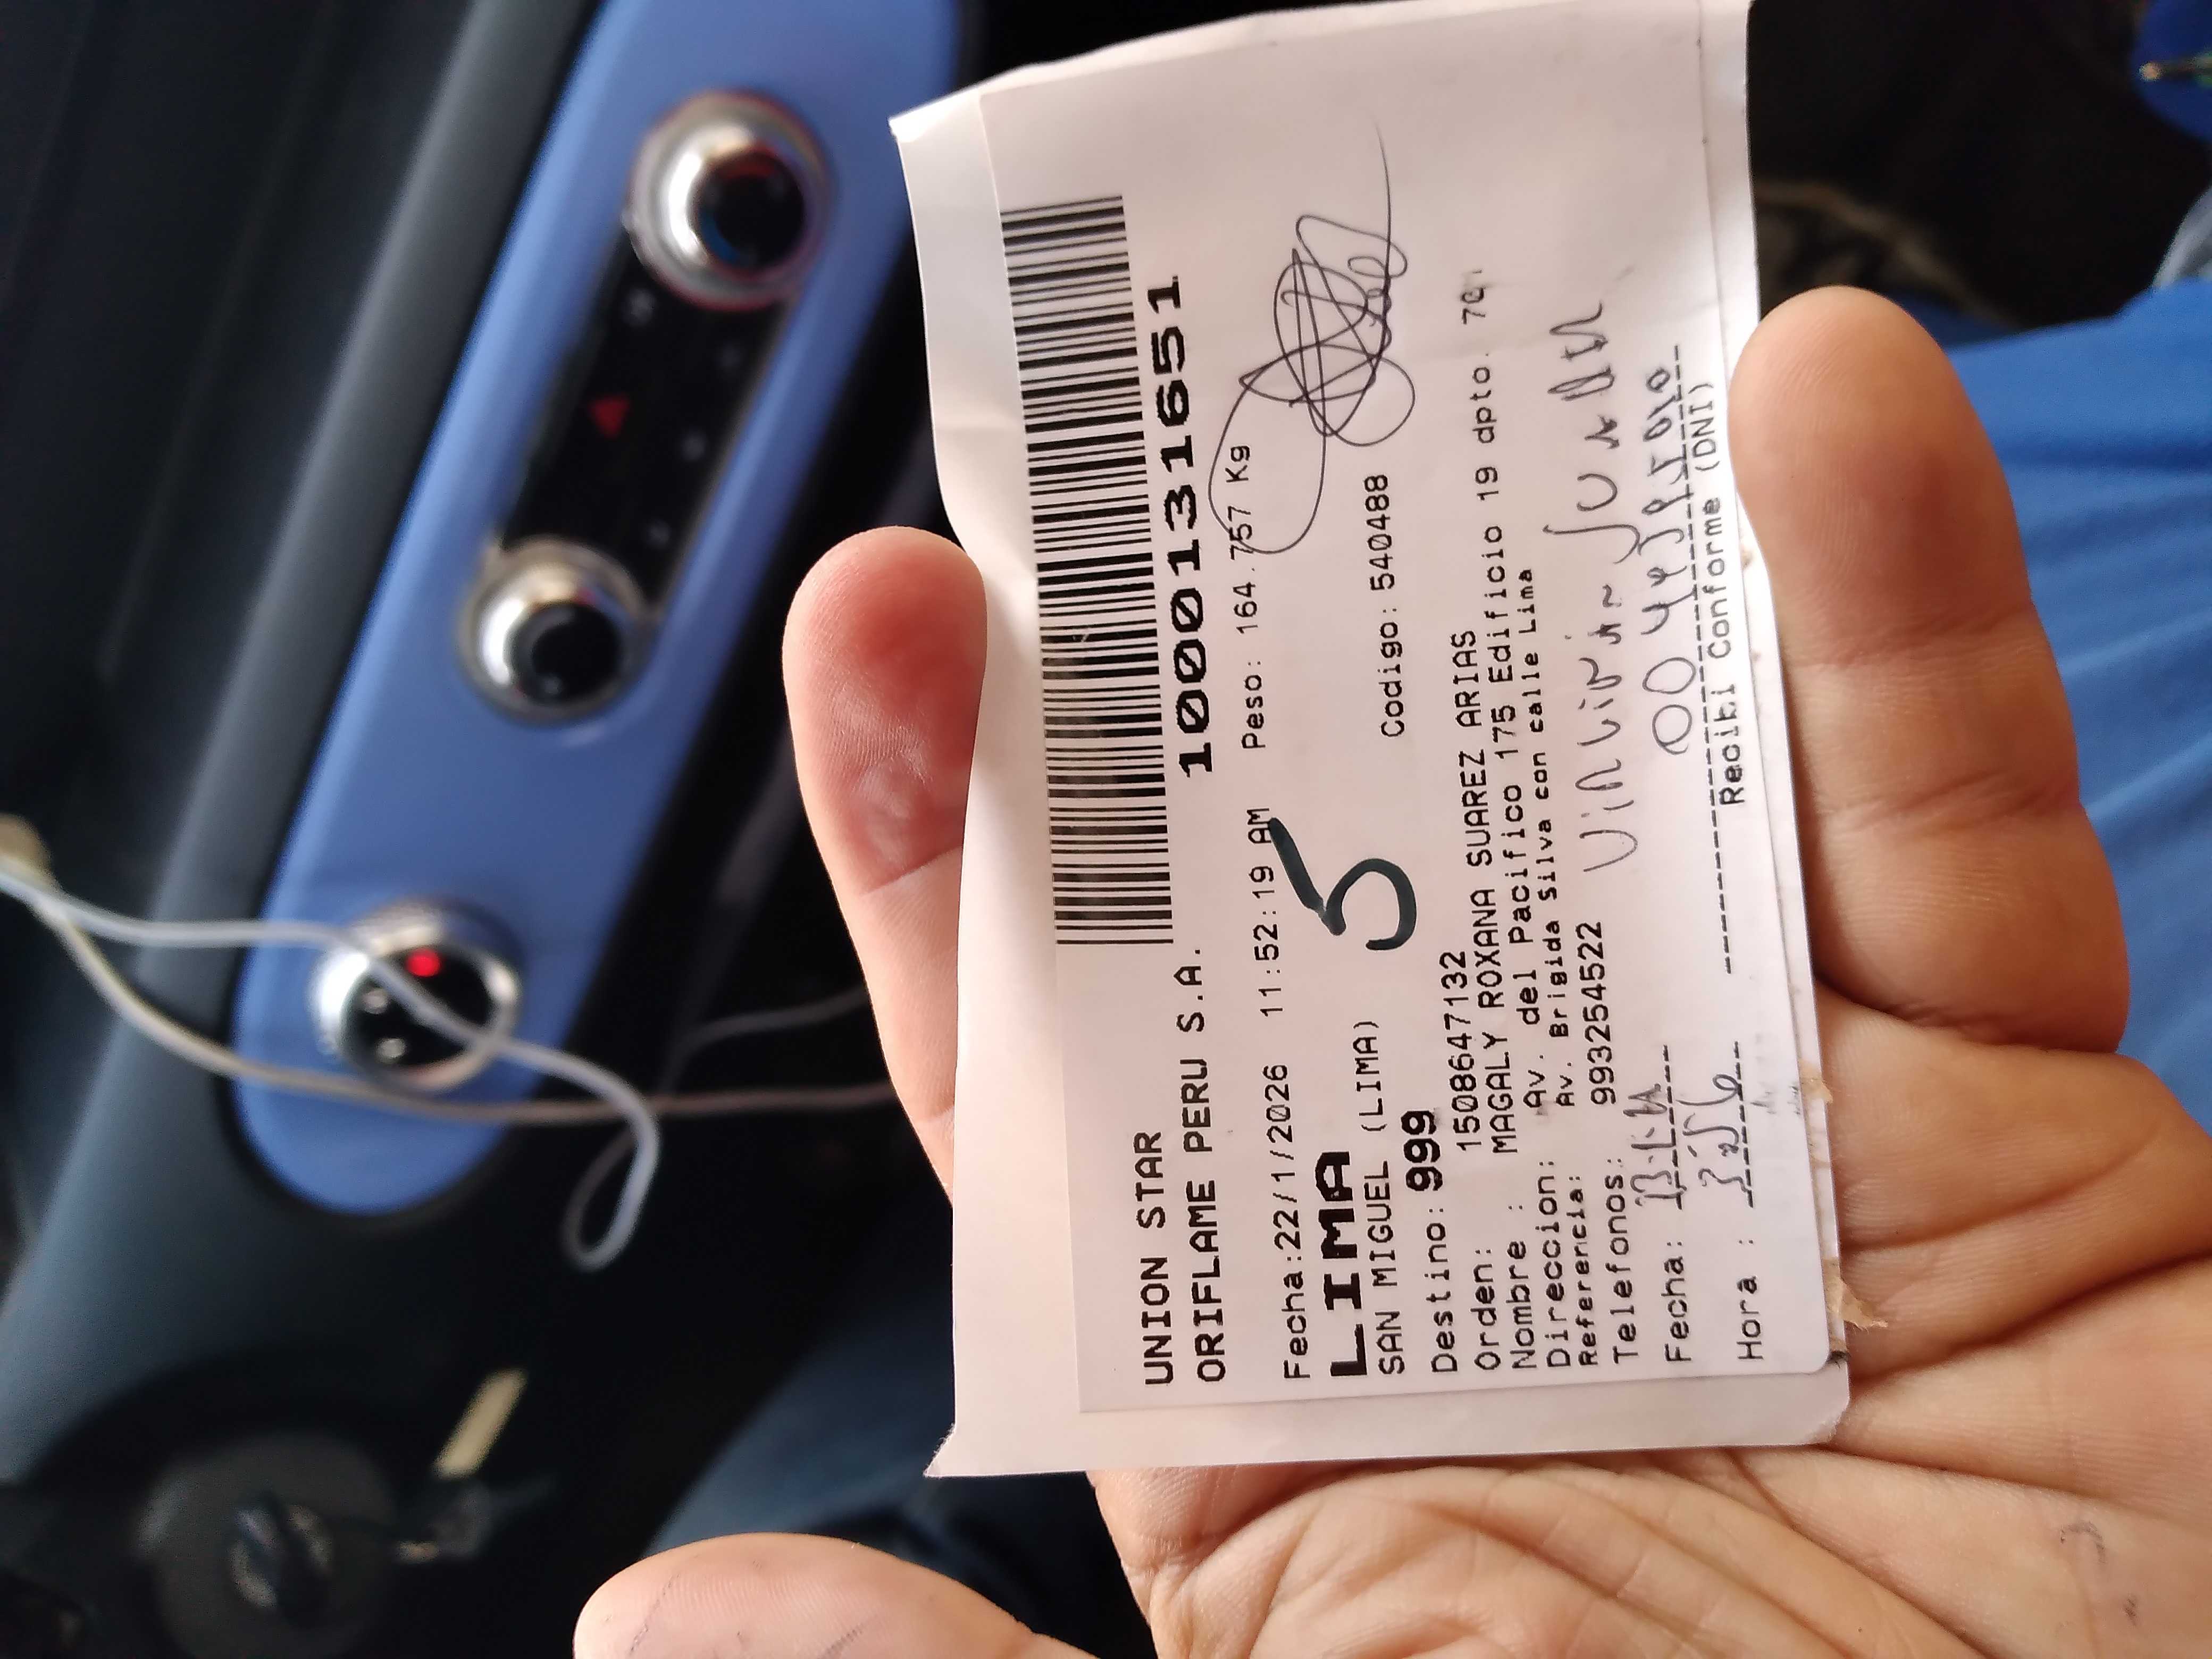 UNION STAR
ORIFLAME PERU S.A.
1000131651
Fecha:22/1/2026 11:52:19 AM Peso: 164.757 Kg
LIMA
SAN MIGUEL (LIMA)
5
Codigo: 540488
Destino: 999
Orden: 15086647132
Nombre : MAGALY ROXANA SUAREZ ARIAS
Direccion: Av. del Pacifico 175 Edificio 19 dpto.
Referencia: Av. Brigida Silva con calle Lima
Telefonos: 993254522
Fecha:
Hora :
Recibi Conforme (DNI)